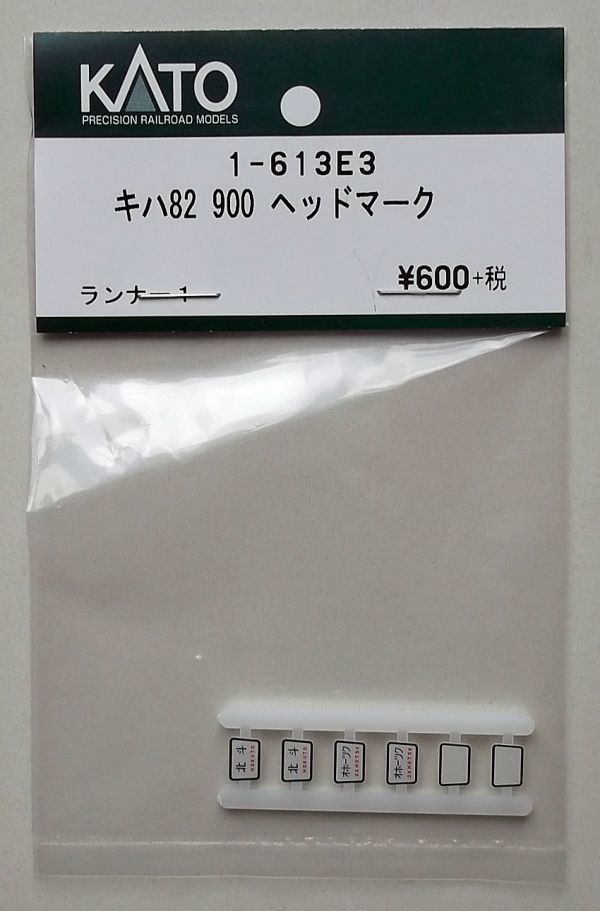 KATO
PRECISION RAILROAD MODELS
1-613E3
キハ82 900 ヘッドマーク
ランナー1
¥600+税
北斗
HOKUTO
北斗
HOKUTO
オホーツク
OKHOTSK
オホーツク
OKHOTSK